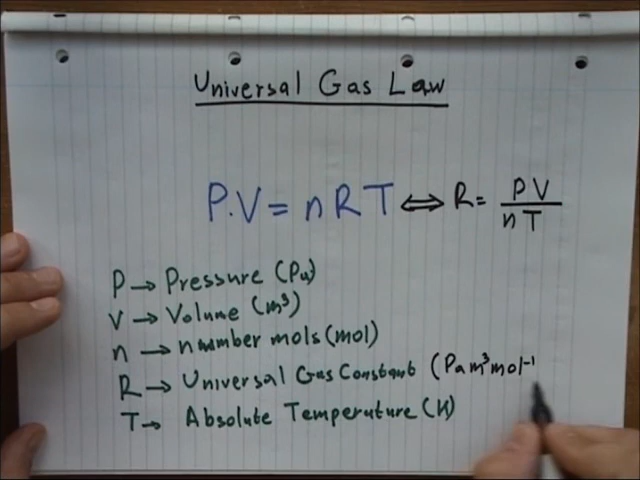 Universal Gas Law
P.V = nRT ⇔ R = PV/nT
P → Pressure (Pa)
V → Volume (m³)
n → number mols (mol)
R → Universal Gas Constant (Pa m³ mol⁻¹
T → Absolute Temperature (K)